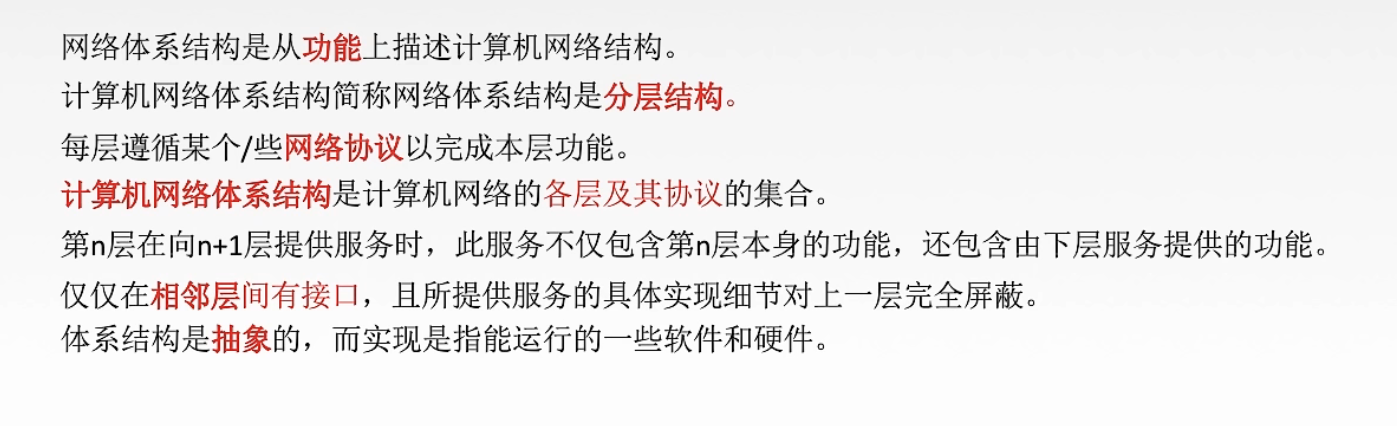 网络体系结构是从功能上描述计算机网络结构。
计算机网络体系结构简称网络体系结构是分层结构。
每层遵循某个/些网络协议以完成本层功能。
计算机网络体系结构是计算机网络的各层及其协议的集合。
第n层在向n+1层提供服务时，此服务不仅包含第n层本身的功能，还包含由下层服务提供的功能。
仅仅在相邻层间有接口，且所提供服务的具体实现细节对上一层完全屏蔽。
体系结构是抽象的，而实现是指能运行的一些软件和硬件。